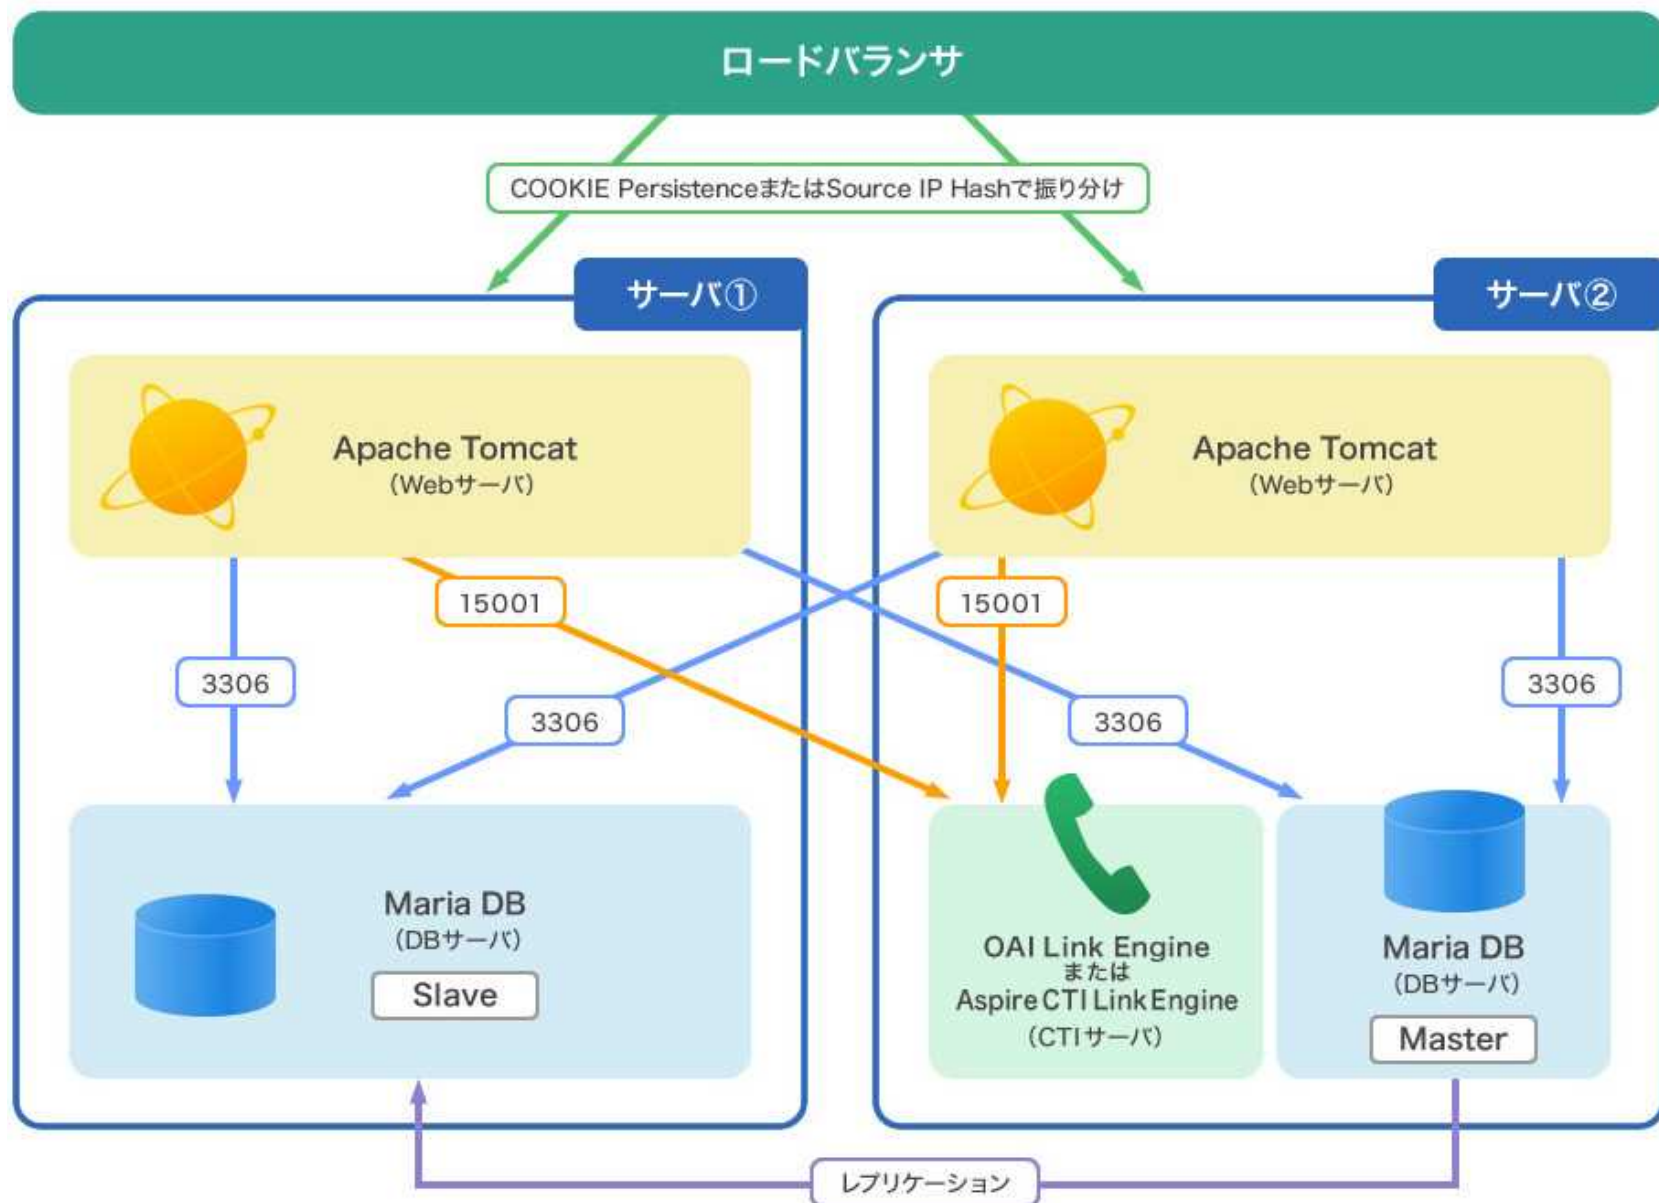 ロードバランサ
COOKIE PersistenceまたはSource IP Hashで振り分け
サーバ①
サーバ②
Apache Tomcat
(Webサーバ)
Apache Tomcat
(Webサーバ)
15001
15001
3306
3306
3306
3306
Maria DB
(DBサーバ)
Slave
OAI Link Engine
または
Aspire CTI Link Engine
(CTIサーバ)
Maria DB
(DBサーバ)
Master
レプリケーション